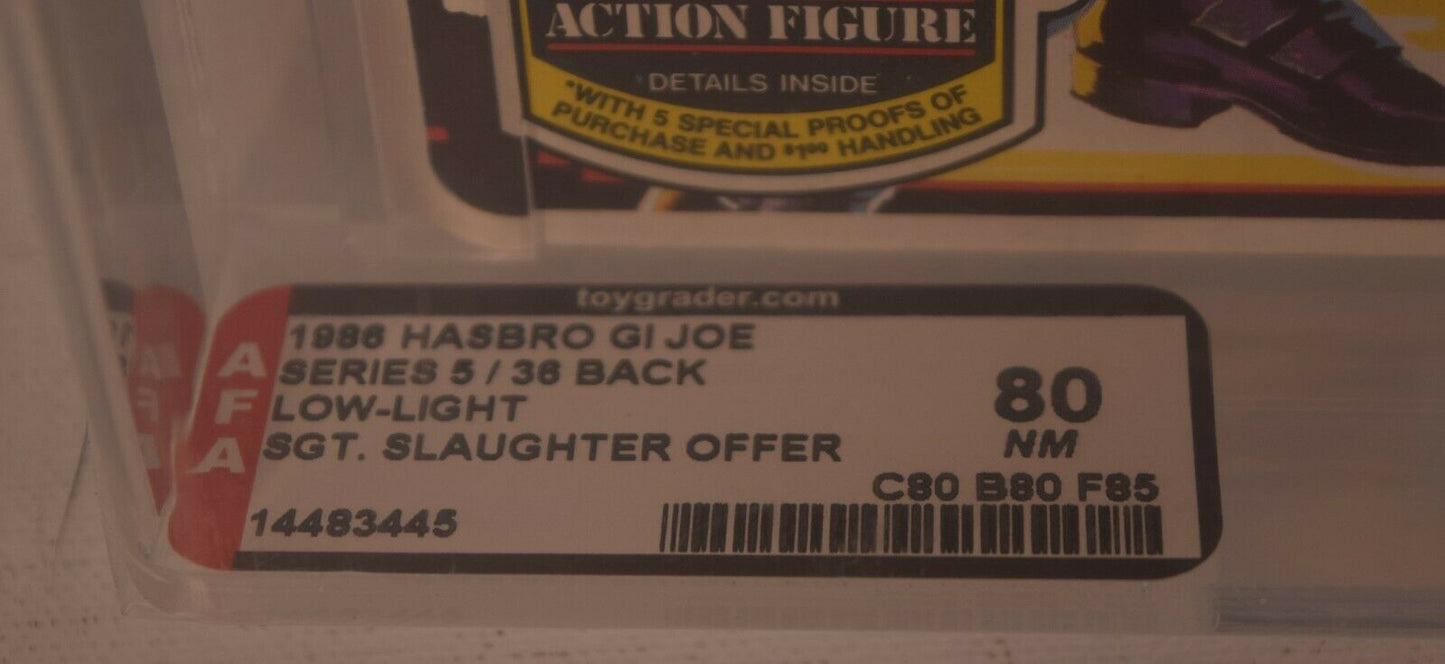 ACTION FIGURE
DETAILS INSIDE
*WITH 5 SPECIAL PROOFS OF
PURCHASE AND $1.00 HANDLING
toygrader.com
AFA
1986 HASBRO GI JOE
SERIES 5 / 36 BACK
LOW-LIGHT
SGT. SLAUGHTER OFFER
80
NM
C80 B80 F85
14483445